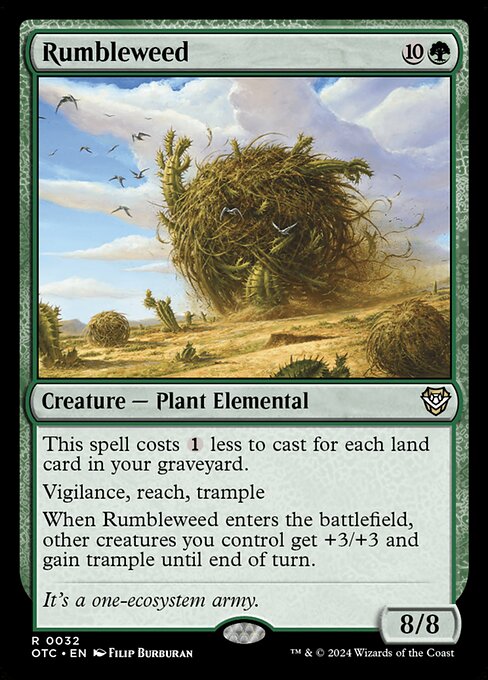 Rumbleweed 10
Creature — Plant Elemental
This spell costs 1 less to cast for each land
card in your graveyard.
Vigilance, reach, trample
When Rumbleweed enters the battlefield,
other creatures you control get +3/+3 and
gain trample until end of turn.
It's a one-ecosystem army.
8/8
R 0032
OTC • EN Filip Burburan
™ & © 2024 Wizards of the Coast